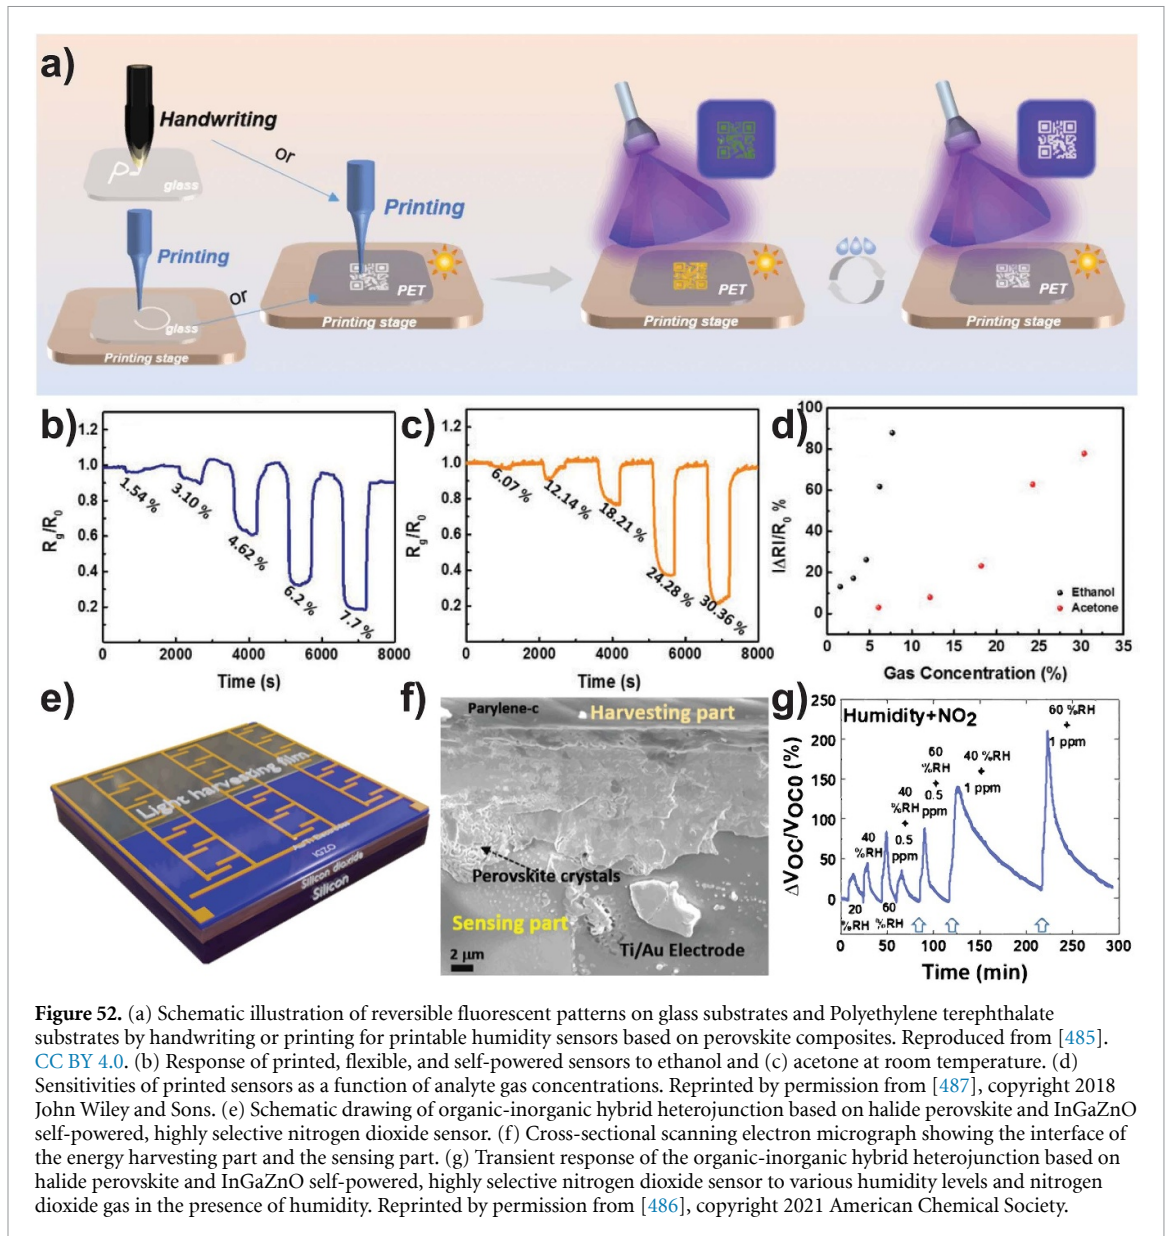 a)
Handwriting
or
glass
Printing
Printing
or
glass
Printing stage
PET
Printing stage
PET
Printing stage
PET
Printing stage
b)
1.2
1.0
0.8
0.6
0.4
0.2
Rg/R0
1.54 %
3.10 %
4.62 %
6.2 %
7.7 %
0 2000 4000 6000 8000
Time (s)
c)
1.2
1.0
0.8
0.6
0.4
0.2
Rg/R0
6.07 %
12.14 %
18.21 %
24.28 %
30.36 %
0 2000 4000 6000 8000
Time (s)
d)
100
80
60
40
20
0
IΔRI/R0 %
Ethanol
Acetone
0 5 10 15 20 25 30 35
Gas Concentration (%)
e)
Light harvesting film
IGZO
Silicon dioxide
Silicon
f)
Parylene-c
Harvesting part
Perovskite crystals
Sensing part
Ti/Au Electrode
2 μm
g)
250
200
150
100
50
0
ΔVOC/VOC0 (%)
Humidity+NO2
20
%RH
40
%RH
60
%RH
40
%RH
+
0.5
ppm
60
%RH
+
0.5
ppm
40 %RH
+
1 ppm
60 %RH
+
1 ppm
0 50 100 150 200 250 300
Time (min)
Figure 52. (a) Schematic illustration of reversible fluorescent patterns on glass substrates and Polyethylene terephthalate
substrates by handwriting or printing for printable humidity sensors based on perovskite composites. Reproduced from [485].
CC BY 4.0. (b) Response of printed, flexible, and self-powered sensors to ethanol and (c) acetone at room temperature. (d)
Sensitivities of printed sensors as a function of analyte gas concentrations. Reprinted by permission from [487], copyright 2018
John Wiley and Sons. (e) Schematic drawing of organic-inorganic hybrid heterojunction based on halide perovskite and InGaZnO
self-powered, highly selective nitrogen dioxide sensor. (f) Cross-sectional scanning electron micrograph showing the interface of
the energy harvesting part and the sensing part. (g) Transient response of the organic-inorganic hybrid heterojunction based on
halide perovskite and InGaZnO self-powered, highly selective nitrogen dioxide sensor to various humidity levels and nitrogen
dioxide gas in the presence of humidity. Reprinted by permission from [486], copyright 2021 American Chemical Society.